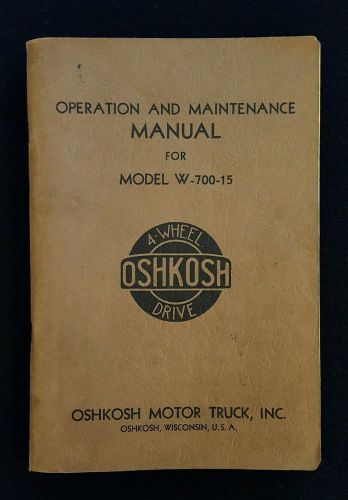 OPERATION AND MAINTENANCE
MANUAL
FOR
MODEL W-700-15
4-WHEEL
OSHKOSH
DRIVE
OSHKOSH MOTOR TRUCK, INC.
OSHKOSH, WISCONSIN, U.S.A.